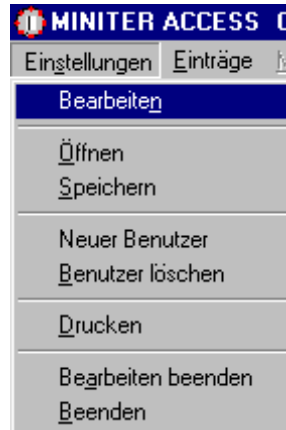 MINITER ACCESS
Einstellungen Einträge
Bearbeiten
Öffnen
Speichern
Neuer Benutzer
Benutzer löschen
Drucken
Bearbeiten beenden
Beenden